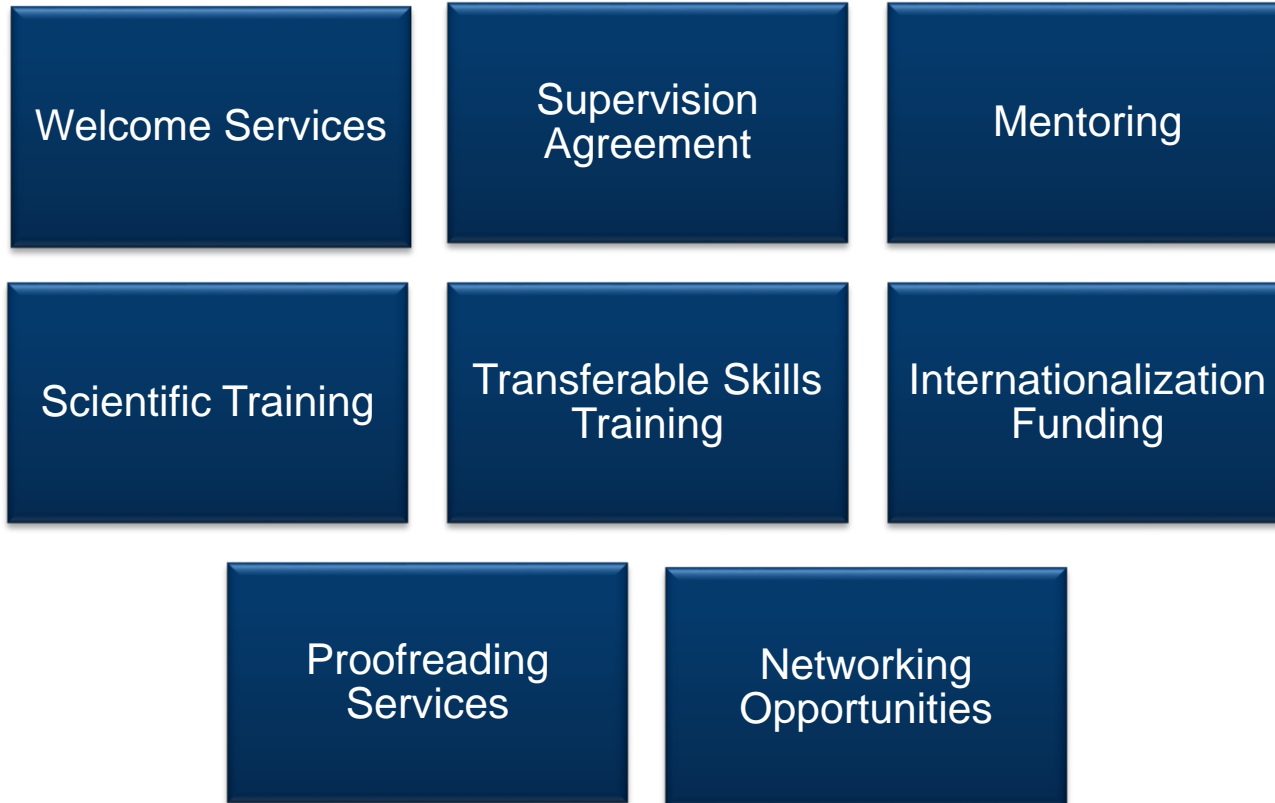 Welcome Services
Supervision
Agreement
Mentoring
Scientific Training
Transferable Skills
Training
Internationalization
Funding
Proofreading
Services
Networking
Opportunities